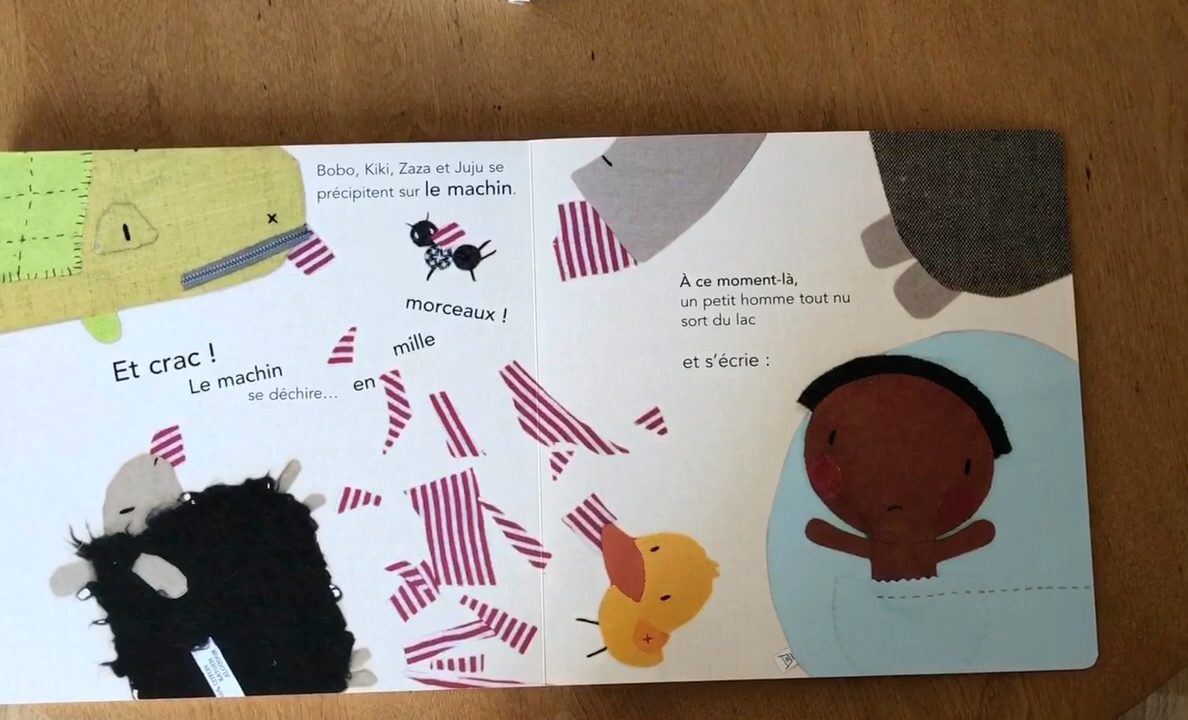 Bobo, Kiki, Zaza et Juju se
précipitent sur le machin.
Et crac !
Le machin
se déchire...
en
mille
morceaux !
À ce moment-là,
un petit homme tout nu
sort du lac
et s'écrie :